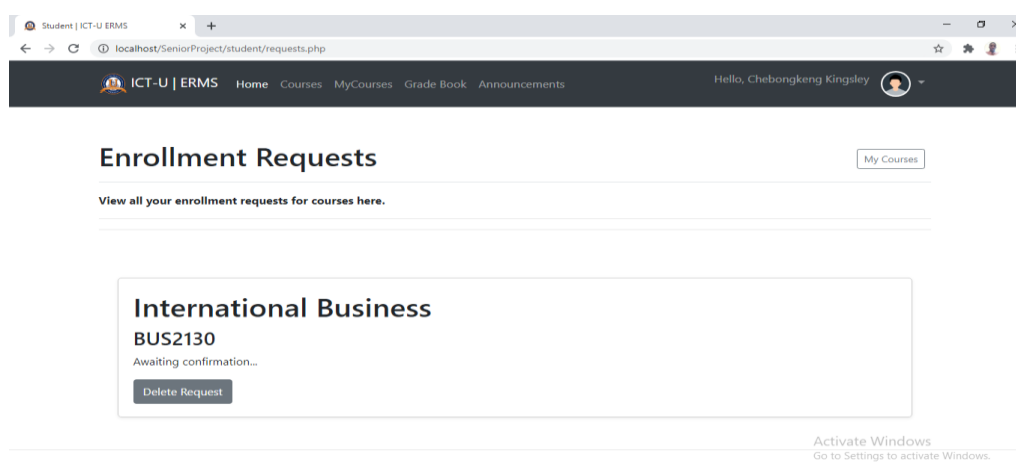 Student | ICT-U ERMS
localhost/SeniorProject/student/requests.php
ICT-U | ERMS Home Courses MyCourses Grade Book Announcements Hello, Chebongkeng Kingsley
Enrollment Requests My Courses
View all your enrollment requests for courses here.
International Business
BUS2130
Awaiting confirmation...
Delete Request
Activate Windows
Go to Settings to activate Windows.